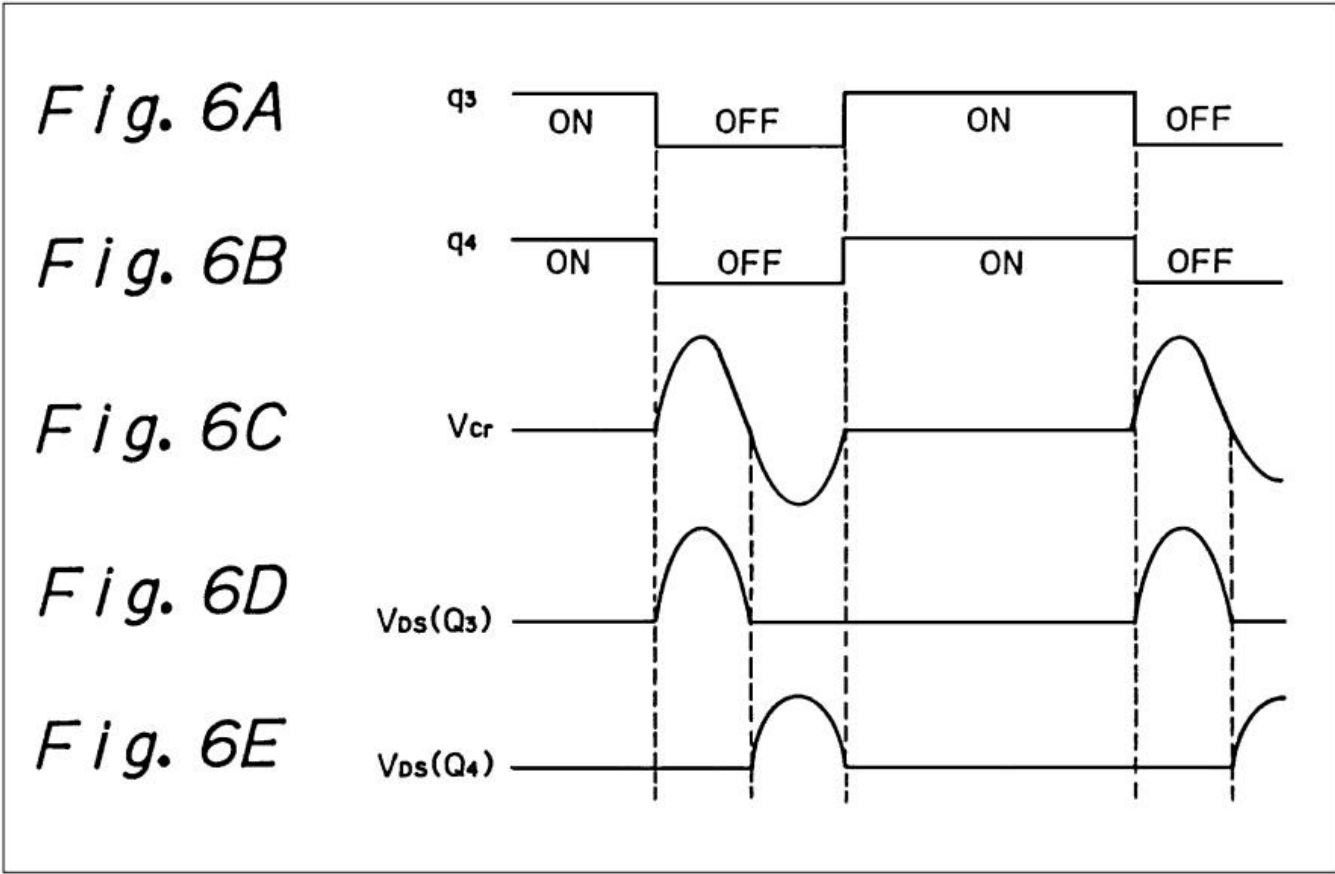 Fig. 6A
q3
ON
OFF
ON
OFF
Fig. 6B
q4
ON
OFF
ON
OFF
Fig. 6C
Vcr
Fig. 6D
VDS(Q3)
Fig. 6E
VDS(Q4)